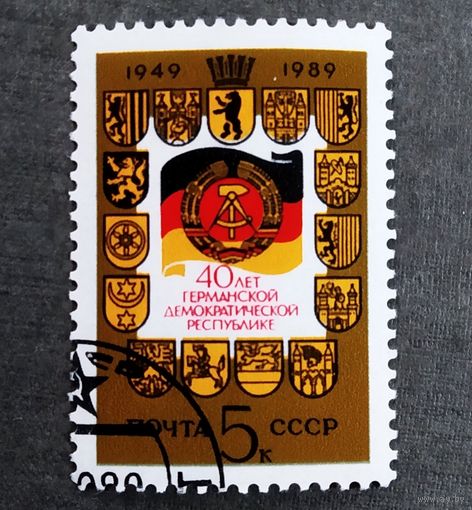 1949 1989
40 ЛЕТ
ГЕРМАНСКОЙ
ДЕМОКРАТИЧЕСКОЙ
РЕСПУБЛИКЕ
ПОЧТА 5к СССР